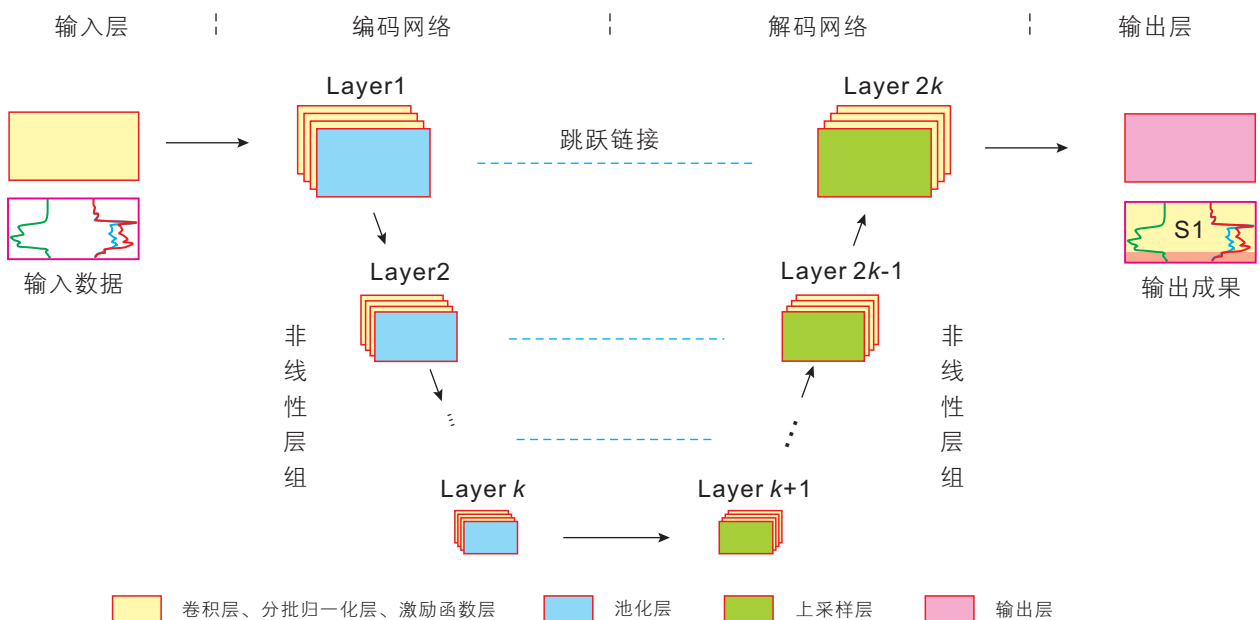 输入层
编码网络
解码网络
输出层
Layer1
Layer 2k
跳跃链接
S1
Layer2
Layer 2k-1
输入数据
输出成果
非线性层组
非线性层组
Layer k
Layer k+1
卷积层、分批归一化层、激励函数层
池化层
上采样层
输出层